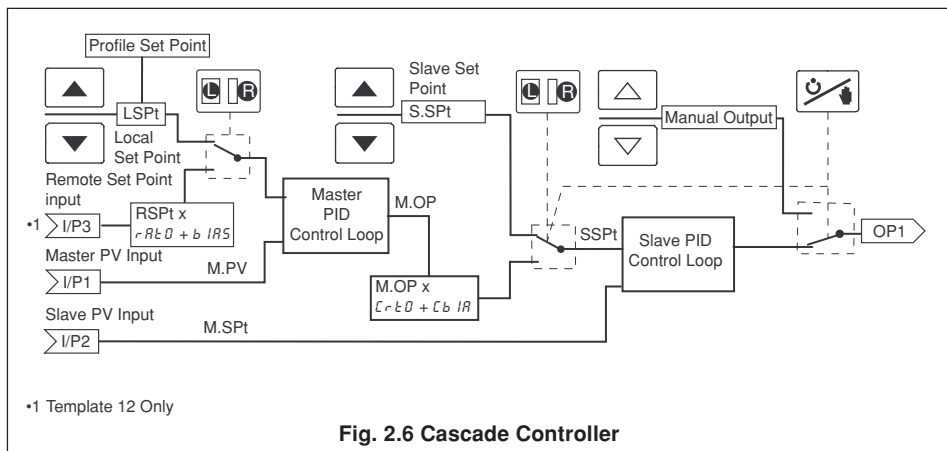 Profile Set Point
LSPt
Local
Set Point
Remote Set Point
input
•1 I/P3
RSPt x
rAtO + bIAS
Master PV Input
I/P1
M.PV
Slave PV Input
I/P2
M.SPt
L R
Master
PID
Control Loop
M.OP
M.OP x
CrtO + CbIA
Slave Set
Point
S.SPt
L R
SSPt
Slave PID
Control Loop
Manual Output
OP1
•1 Template 12 Only
Fig. 2.6 Cascade Controller